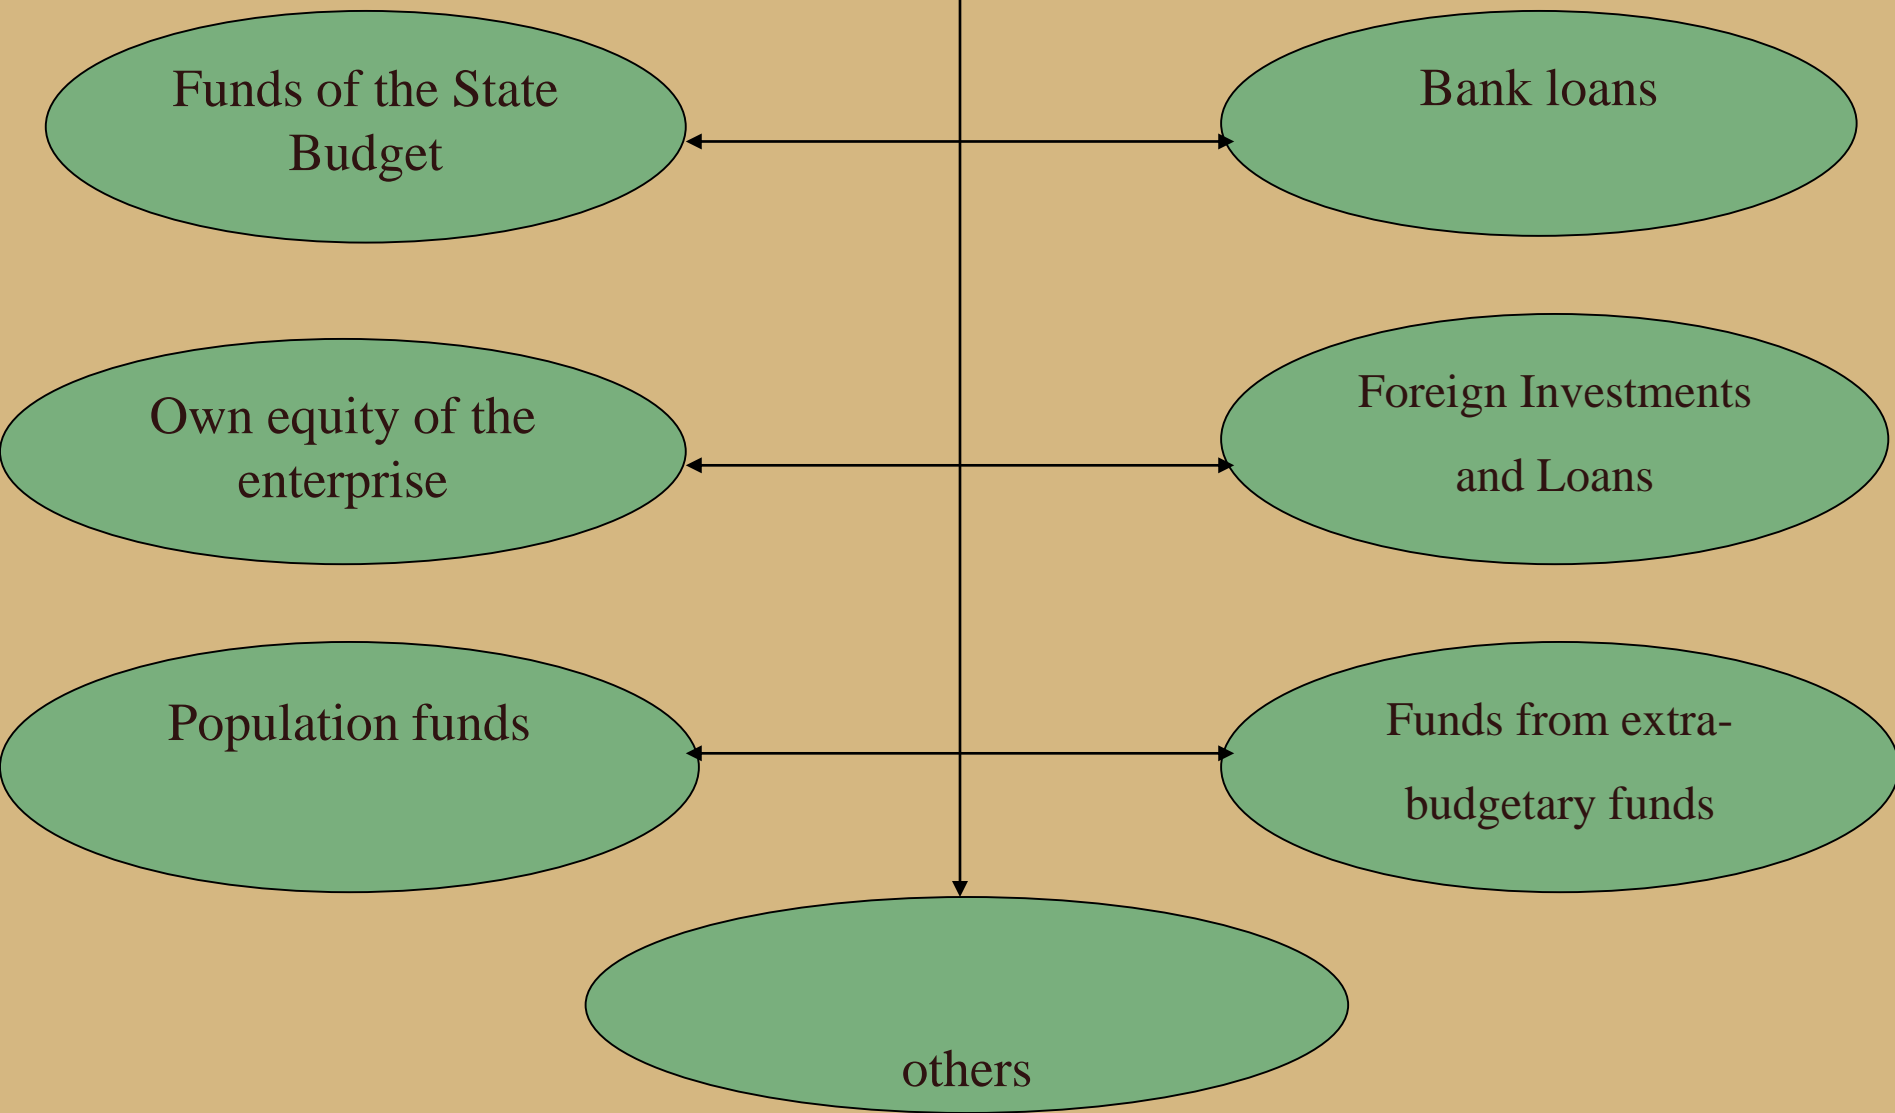 Funds of the State
Budget
Bank loans
Own equity of the
enterprise
Foreign Investments
and Loans
Population funds
Funds from extra-
budgetary funds
others